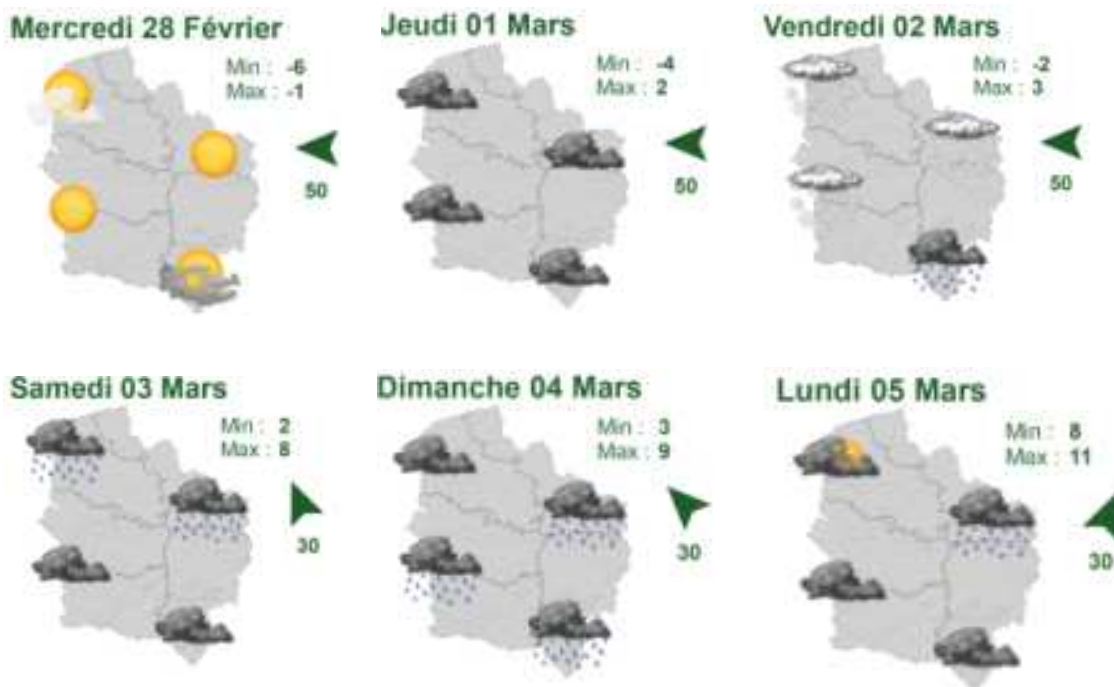 Mercredi 28 Février
Min : -6
Max : -1
50
Jeudi 01 Mars
Min : -4
Max : 2
50
Vendredi 02 Mars
Min : -2
Max : 3
50
Samedi 03 Mars
Min : 2
Max : 8
30
Dimanche 04 Mars
Min : 3
Max : 9
30
Lundi 05 Mars
Min : 8
Max : 11
30